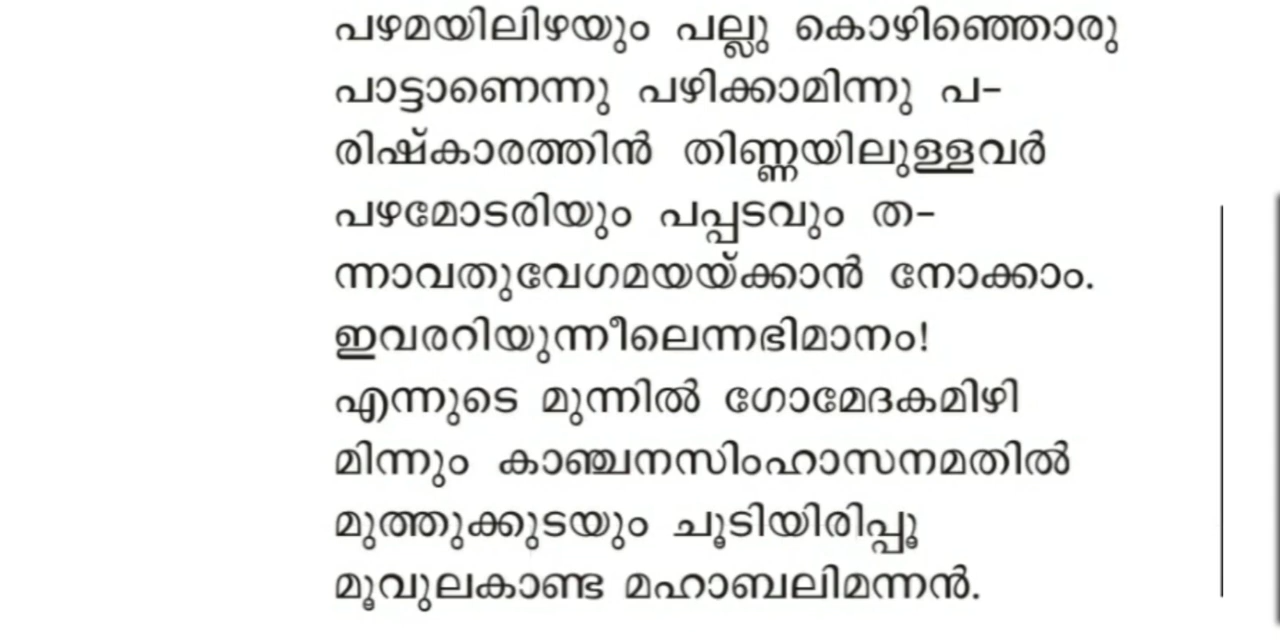 പഴമയിലിഴയും പല്ലു കൊഴിഞ്ഞൊരു
പാട്ടാണെന്നു പഴിക്കാമിന്നു പ-
രിഷ്കാരത്തിൻ തിണ്ണയിലുള്ളവർ
പഴമോടരിയും പപ്പടവും ത-
ന്നാവതുവേഗമയയ്ക്കാൻ നോക്കാം.
ഇവരറിയുന്നീലെന്നഭിമാനം!
എന്നുടെ മുന്നിൽ ഗോമേദകമിഴി
മിന്നും കാഞ്ചനസിംഹാസനമതിൽ
മുത്തുക്കുടയും ചൂടിയിരിപ്പൂ
മൂവുലകാണ്ട മഹാബലിമന്നൻ.